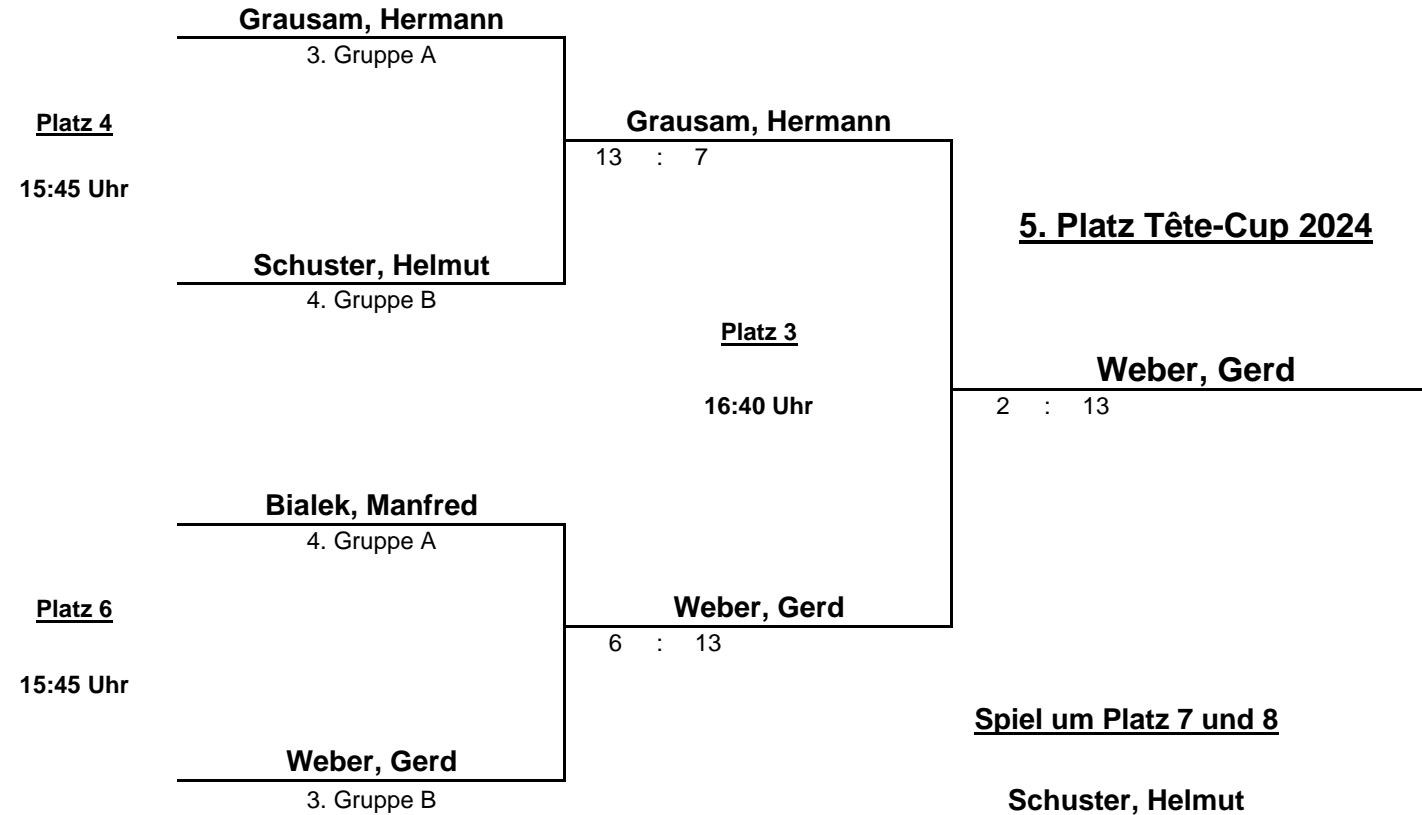 Grausam, Hermann
3. Gruppe A
Platz 4
Grausam, Hermann
13 : 7
15:45 Uhr
5. Platz Tête-Cup 2024
Schuster, Helmut
4. Gruppe B
Platz 3
Weber, Gerd
16:40 Uhr
2 : 13
Bialek, Manfred
4. Gruppe A
Platz 6
Weber, Gerd
6 : 13
15:45 Uhr
Spiel um Platz 7 und 8
Weber, Gerd
3. Gruppe B
Schuster, Helmut